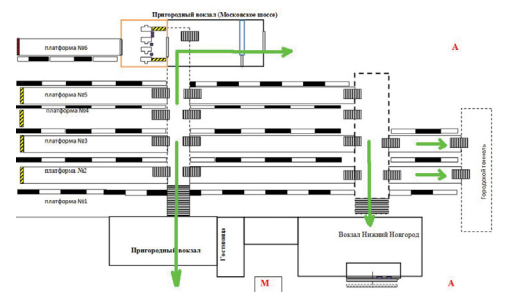 Пригородный вокзал (Московское шоссе)
платформа №6
А
платформа №5
платформа №4
платформа №3
платформа №2
платформа №1
Городской тоннель
Пригородный вокзал
Гостиница
Вокзал Нижний Новгород
М
А